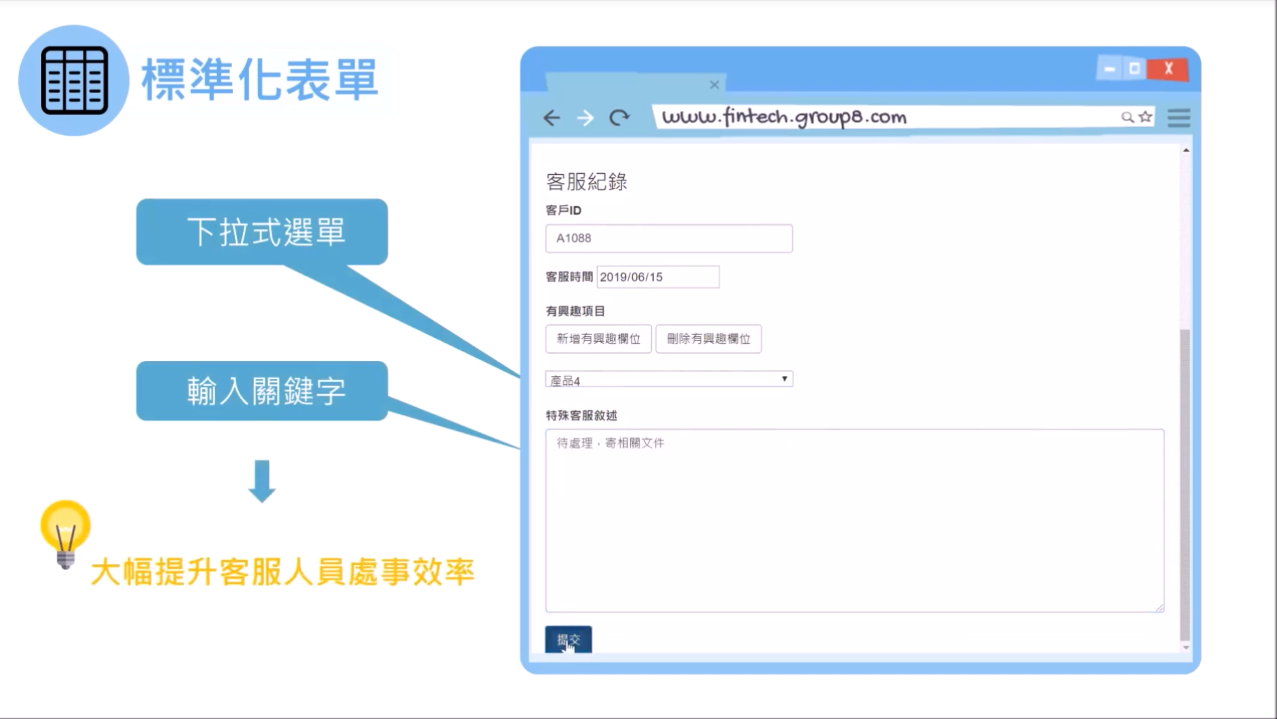 標準化表單
下拉式選單
輸入關鍵字
大幅提升客服人員處事效率
X
www.fintech.group8.com
客服紀錄
客戶ID
A1088
客服時間 2019/06/15
有興趣項目
新增有興趣欄位 刪除有興趣欄位
產品4
特殊客服敘述
待處理，寄相關文件
提交